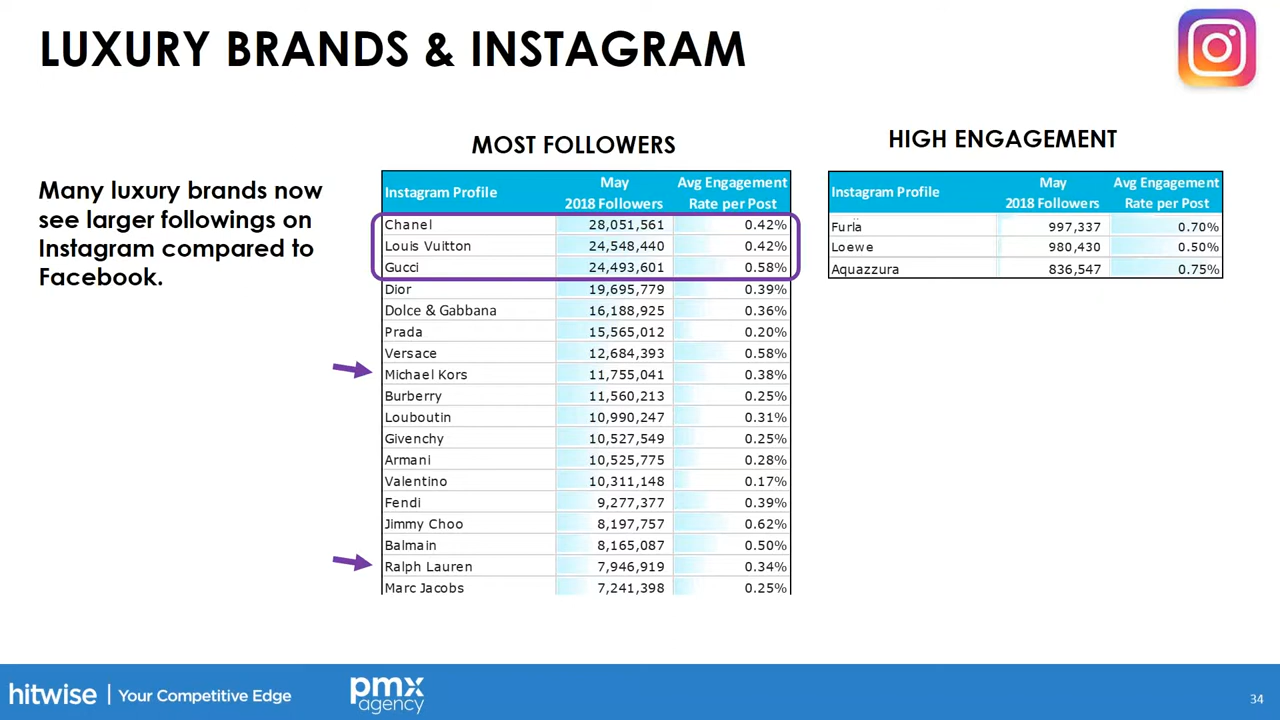 LUXURY BRANDS & INSTAGRAM
Many luxury brands now
see larger followings on
Instagram compared to
Facebook.
MOST FOLLOWERS
Instagram Profile May 2018 Followers Avg Engagement Rate per Post
Chanel 28,051,561 0.42%
Louis Vuitton 24,548,440 0.42%
Gucci 24,493,601 0.58%
Dior 19,695,779 0.39%
Dolce & Gabbana 16,188,925 0.36%
Prada 15,565,012 0.20%
Versace 12,684,393 0.58%
Michael Kors 11,755,041 0.38%
Burberry 11,560,213 0.25%
Louboutin 10,990,247 0.31%
Givenchy 10,527,549 0.25%
Armani 10,525,775 0.28%
Valentino 10,311,148 0.17%
Fendi 9,277,377 0.39%
Jimmy Choo 8,197,757 0.62%
Balmain 8,165,087 0.50%
Ralph Lauren 7,946,919 0.34%
Marc Jacobs 7,241,398 0.25%
HIGH ENGAGEMENT
Instagram Profile May 2018 Followers Avg Engagement Rate per Post
Furla 997,337 0.70%
Loewe 980,430 0.50%
Aquazzura 836,547 0.75%
hitwise | Your Competitive Edge
pmx
agency
34